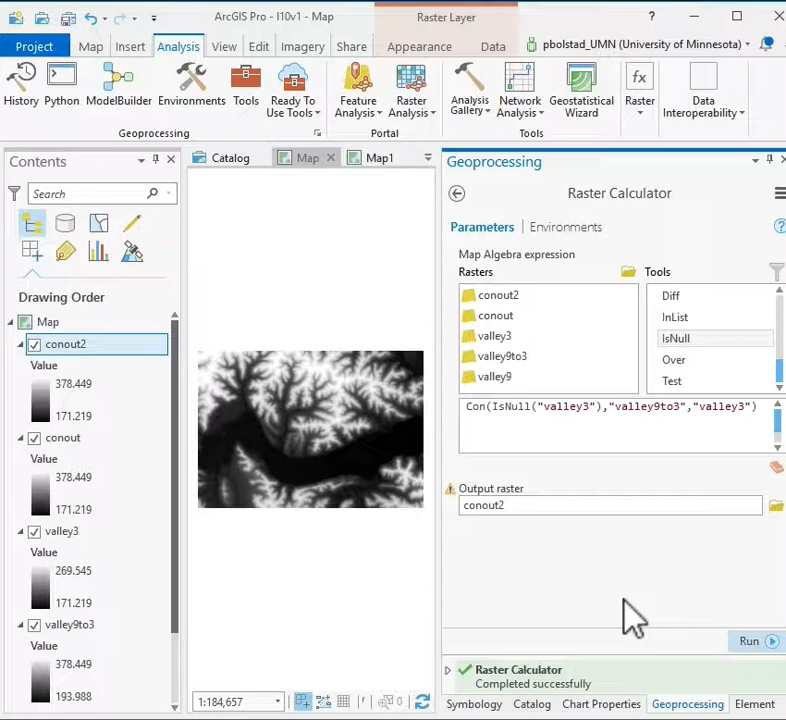 ArcGIS Pro - l10v1 - Map
Raster Layer
?
Project
Map
Insert
Analysis
View
Edit
Imagery
Share
Appearance
Data
pbolstad_UMN (University of Minnesota)
History
Python
ModelBuilder
Environments
Tools
Ready To
Use Tools
Feature
Analysis
Raster
Analysis
Analysis
Gallery
Network
Analysis
Geostatistical
Wizard
fx
Raster
Data
Interoperability
Geoprocessing
Portal
Tools
Contents
Search
Drawing Order
Map
conout2
Value
378.449
171.219
conout
Value
378.449
171.219
valley3
Value
269.545
171.219
valley9to3
Value
378.449
193.988
Catalog
Map
Map1
1:184,657
0
Geoprocessing
Raster Calculator
Parameters
Environments
?
Map Algebra expression
Rasters
Tools
conout2
conout
valley3
valley9to3
valley9
Diff
InList
IsNull
Over
Test
Con(IsNull("valley3"),"valley9to3","valley3")
Output raster
conout2
Run
Raster Calculator
Completed successfully
Symbology
Catalog
Chart Properties
Geoprocessing
Element